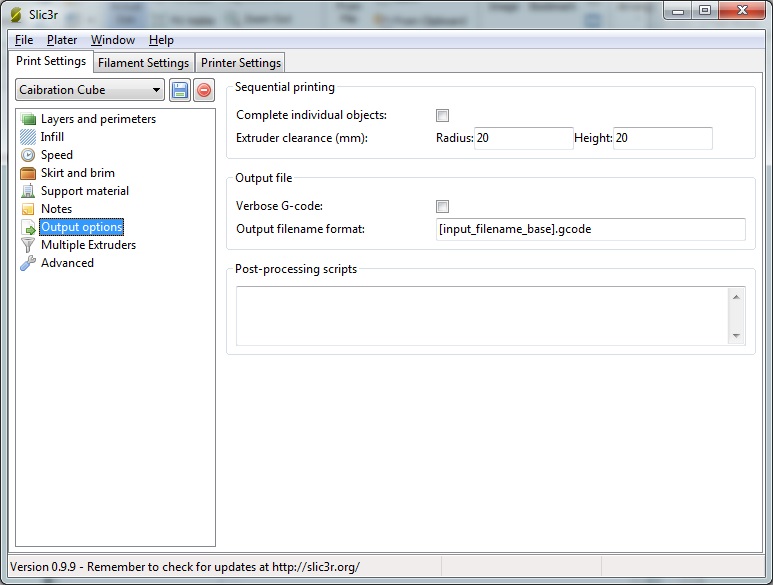 Slic3r
File Plater Window Help
Print Settings Filament Settings Printer Settings
Caibration Cube
Layers and perimeters
Infill
Speed
Skirt and brim
Support material
Notes
Output options
Multiple Extruders
Advanced
Sequential printing
Complete individual objects:
Extruder clearance (mm): Radius: 20 Height: 20
Output file
Verbose G-code:
Output filename format: [input_filename_base].gcode
Post-processing scripts
Version 0.9.9 - Remember to check for updates at http://slic3r.org/